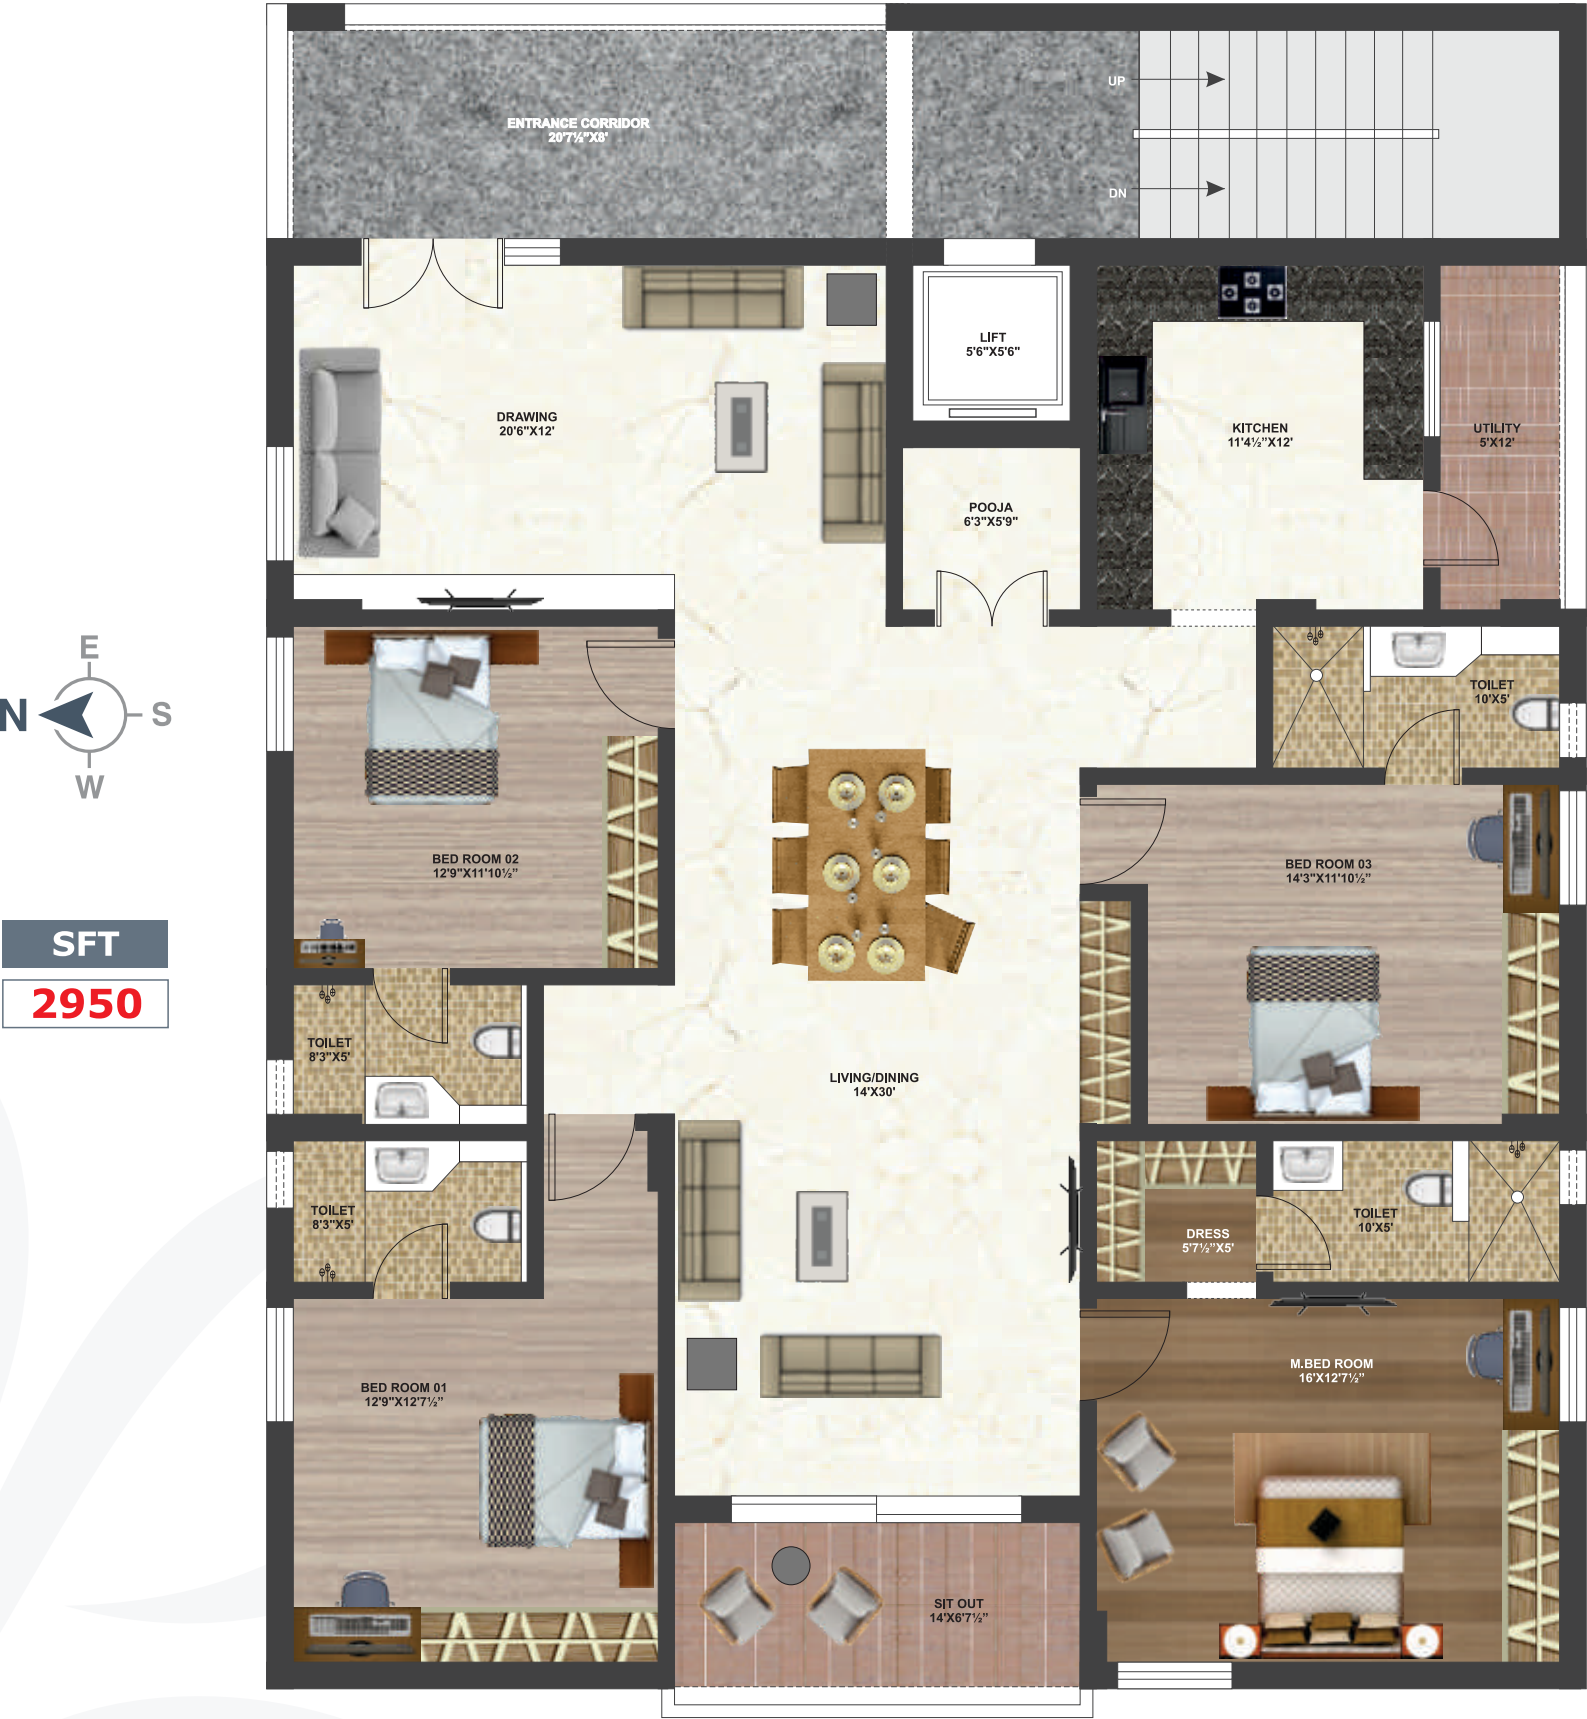 UP
ENTRANCE CORRIDOR
20'7½"X8'
DN
LIFT
5'6"X5'6"
DRAWING
20'6"X12'
KITCHEN
11'4½"X12'
UTILITY
5'X12'
POOJA
6'3"X5'9"
E
N
S
W
TOILET
10'X5'
BED ROOM 02
12'9"X11'10½"
BED ROOM 03
14'3"X11'10½"
SFT
2950
TOILET
8'3"X5'
LIVING/DINING
14'X30'
TOILET
8'3"X5'
DRESS
5'7½"X5'
TOILET
10'X5'
BED ROOM 01
12'9"X12'7½"
M.BED ROOM
16'X12'7½"
SIT OUT
14'X6'7½"